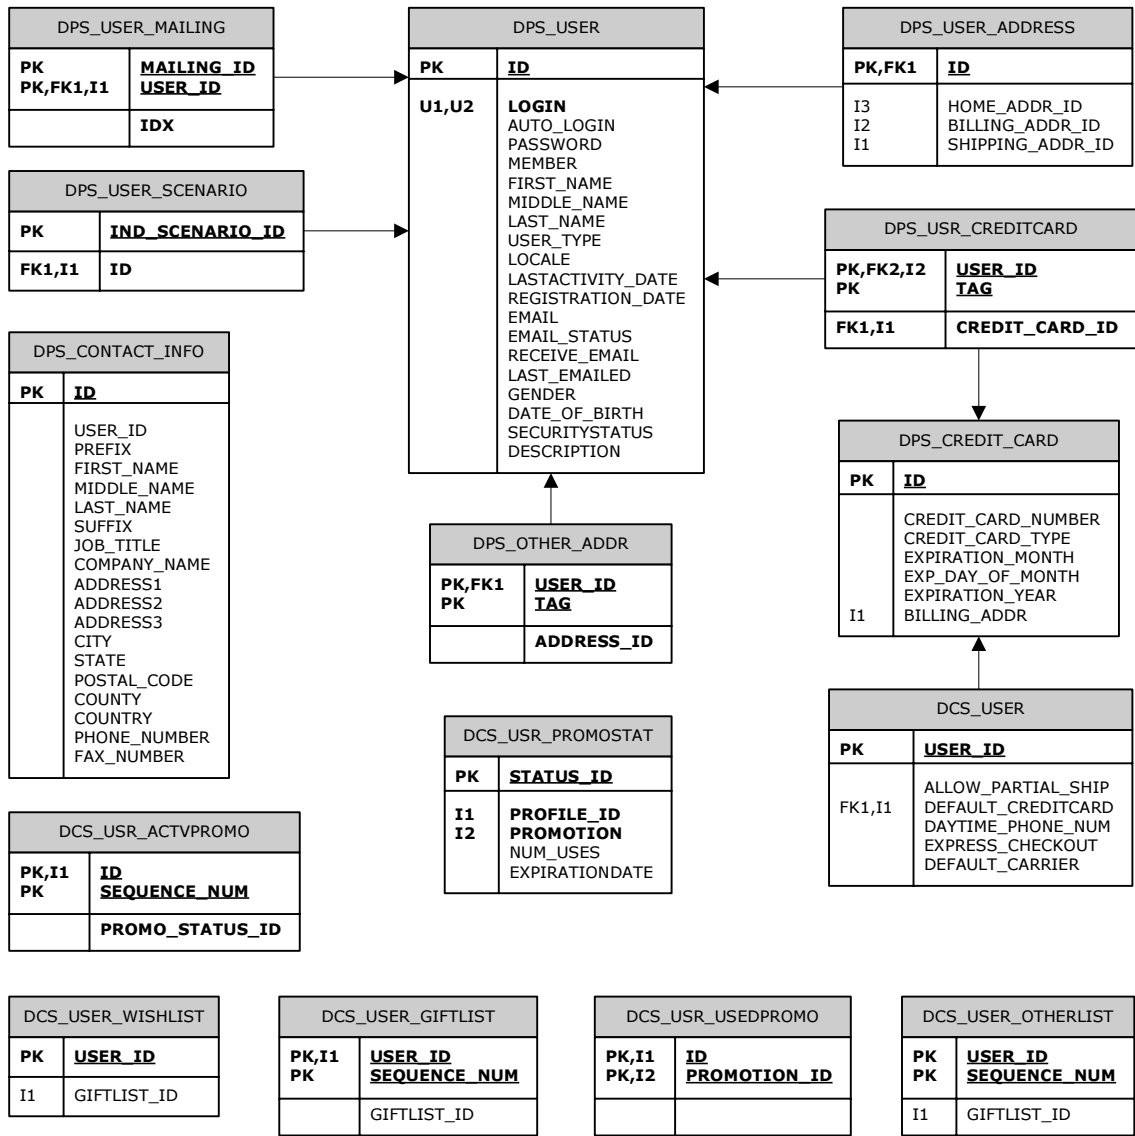 DPS_USER_MAILING
PK MAILING_ID
PK,FK1,I1 USER_ID
IDX
DPS_USER
PK ID
U1,U2 LOGIN
AUTO_LOGIN
PASSWORD
MEMBER
FIRST_NAME
MIDDLE_NAME
LAST_NAME
USER_TYPE
LOCALE
LASTACTIVITY_DATE
REGISTRATION_DATE
EMAIL
EMAIL_STATUS
RECEIVE_EMAIL
LAST_EMAILED
GENDER
DATE_OF_BIRTH
SECURITYSTATUS
DESCRIPTION
DPS_USER_ADDRESS
PK,FK1 ID
I3 HOME_ADDR_ID
I2 BILLING_ADDR_ID
I1 SHIPPING_ADDR_ID
DPS_USER_SCENARIO
PK IND_SCENARIO_ID
FK1,I1 ID
DPS_USR_CREDITCARD
PK,FK2,I2 USER_ID
PK TAG
FK1,I1 CREDIT_CARD_ID
DPS_CONTACT_INFO
PK ID
USER_ID
PREFIX
FIRST_NAME
MIDDLE_NAME
LAST_NAME
SUFFIX
JOB_TITLE
COMPANY_NAME
ADDRESS1
ADDRESS2
ADDRESS3
CITY
STATE
POSTAL_CODE
COUNTY
COUNTRY
PHONE_NUMBER
FAX_NUMBER
DPS_CREDIT_CARD
PK ID
CREDIT_CARD_NUMBER
CREDIT_CARD_TYPE
EXPIRATION_MONTH
EXP_DAY_OF_MONTH
EXPIRATION_YEAR
I1 BILLING_ADDR
DPS_OTHER_ADDR
PK,FK1 USER_ID
PK TAG
ADDRESS_ID
DCS_USER
PK USER_ID
ALLOW_PARTIAL_SHIP
FK1,I1 DEFAULT_CREDITCARD
DAYTIME_PHONE_NUM
EXPRESS_CHECKOUT
DEFAULT_CARRIER
DCS_USR_PROMOSTAT
PK STATUS_ID
I1 PROFILE_ID
I2 PROMOTION
NUM_USES
EXPIRATIONDATE
DCS_USR_ACTVPROMO
PK,I1 ID
PK SEQUENCE_NUM
PROMO_STATUS_ID
DCS_USER_WISHLIST
PK USER_ID
I1 GIFTLIST_ID
DCS_USER_GIFTLIST
PK,I1 USER_ID
PK SEQUENCE_NUM
GIFTLIST_ID
DCS_USR_USEDPROMO
PK,I1 ID
PK,I2 PROMOTION_ID
DCS_USER_OTHERLIST
PK USER_ID
PK SEQUENCE_NUM
I1 GIFTLIST_ID